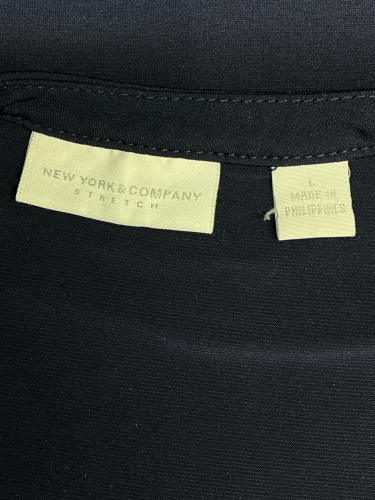 NEW YORK & COMPANY
STRETCH
L
MADE IN
PHILIPPINES